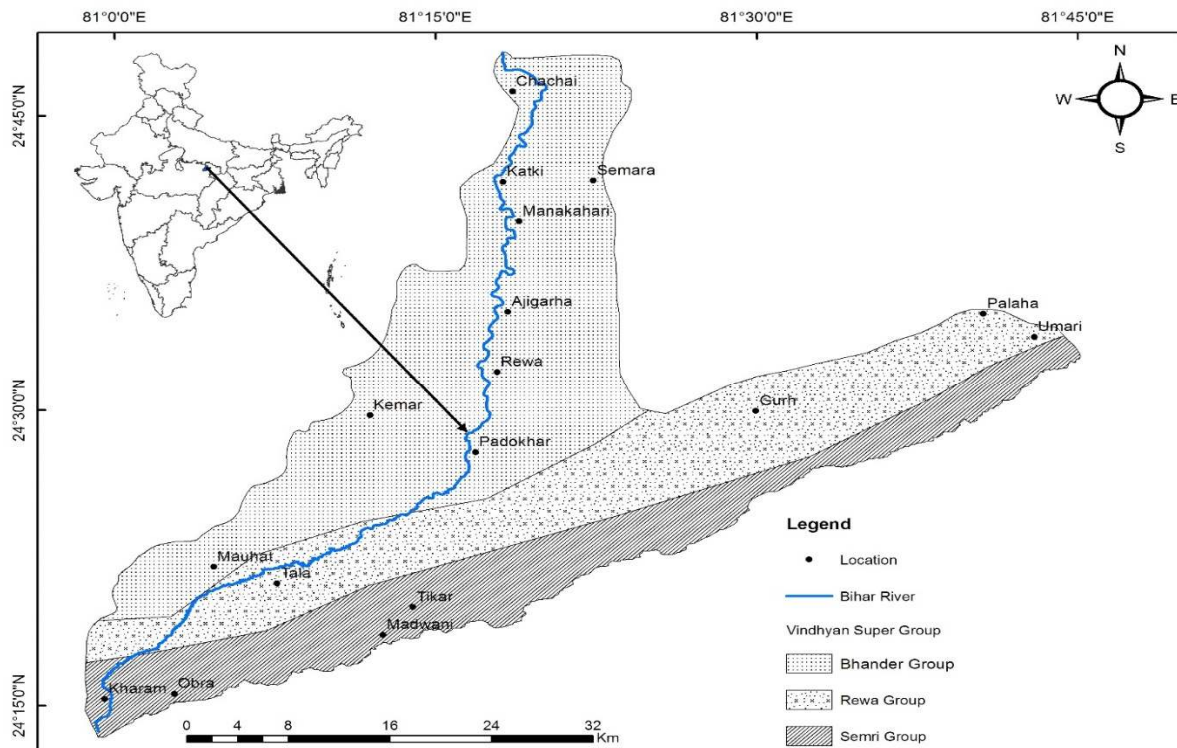 81°0'0"E 81°15'0"E 81°30'0"E 81°45'0"E
N
W E
S
24°45'0"N
24°30'0"N
24°15'0"N
Chachai
Katki
Semara
Manakahari
Ajigarha
Palaha
Umari
Rewa
Kemar
Gurh
Padokhar
Mauhat
Tala
Tikar
Madwani
Kharam
Obra
Legend
Location
Bihar River
Vindhyan Super Group
Bhander Group
Rewa Group
Semri Group
0 2 4 8 16 24 32
Km